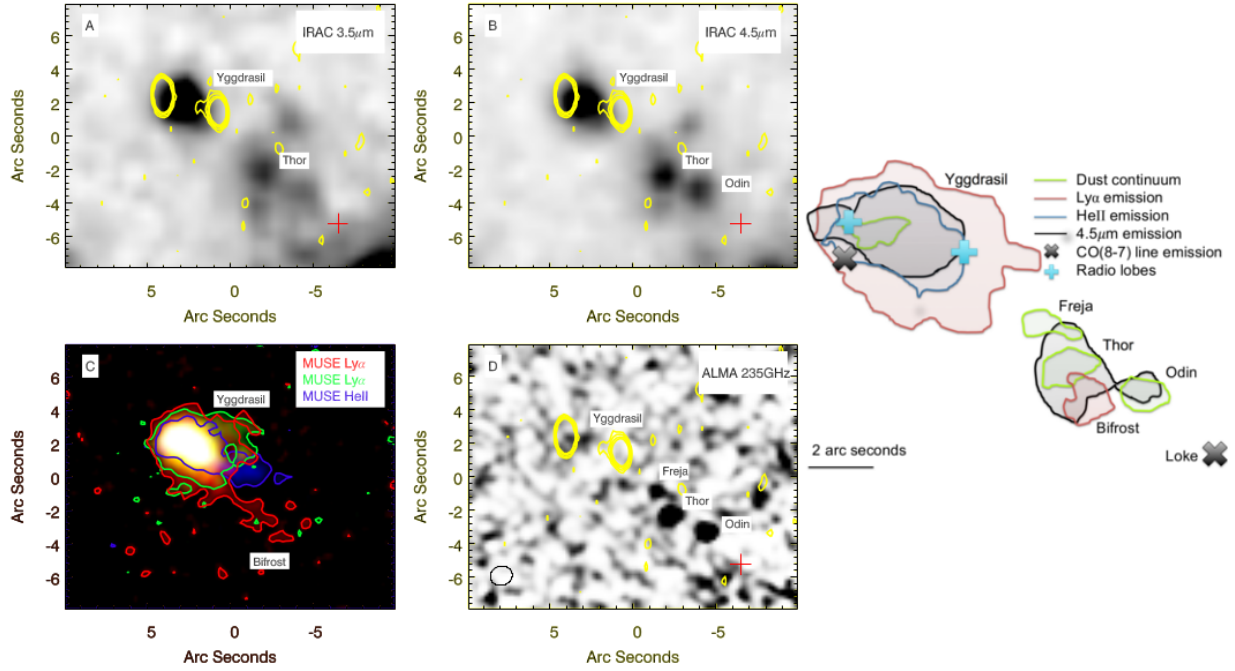 A
IRAC 3.5μm
Yggdrasil
Thor
Arc Seconds
6
4
2
0
-2
-4
-6
5
0
-5
Arc Seconds
B
IRAC 4.5μm
Yggdrasil
Thor
Odin
Arc Seconds
6
4
2
0
-2
-4
-6
5
0
-5
Arc Seconds
C
MUSE Lyα
MUSE Lyα
MUSE HeII
Yggdrasil
Bifrost
Arc Seconds
6
4
2
0
-2
-4
-6
5
0
-5
Arc Seconds
D
ALMA 235GHz
Yggdrasil
Freja
Thor
Odin
Arc Seconds
6
4
2
0
-2
-4
-6
5
0
-5
Arc Seconds
Yggdrasil
Dust continuum
Lyα emission
HeII emission
4.5μm emission
CO(8-7) line emission
Radio lobes
Freja
Thor
Odin
Bifrost
2 arc seconds
Loke